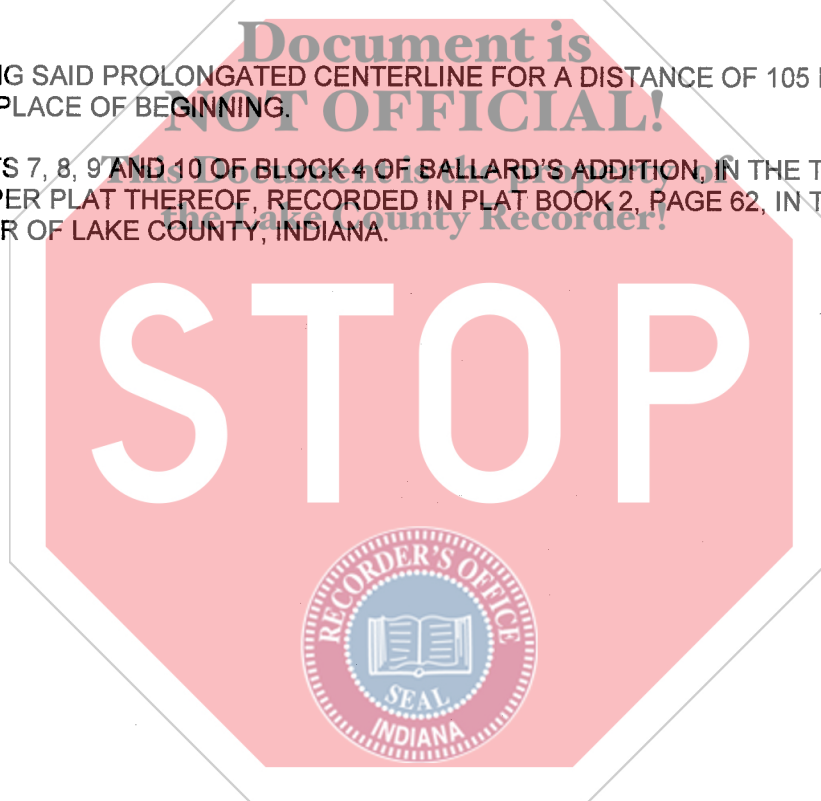 Document is
G SAID PROLONGATED CENTERLINE FOR A DISTANCE OF 105
PLACE OF BEGINNING.
NOT OFFICIAL!
S 7, 8, 9 AND 10 OF BLOCK 4 OF BALLARD'S ADDITION, IN THE T
This Document is the property of
PER PLAT THEREOF, RECORDED IN PLAT BOOK 2, PAGE 62, IN T
the Lake County Recorder!
R OF LAKE COUNTY, INDIANA.
STOP
RECORDER'S OFFICE
SEAL
INDIANA